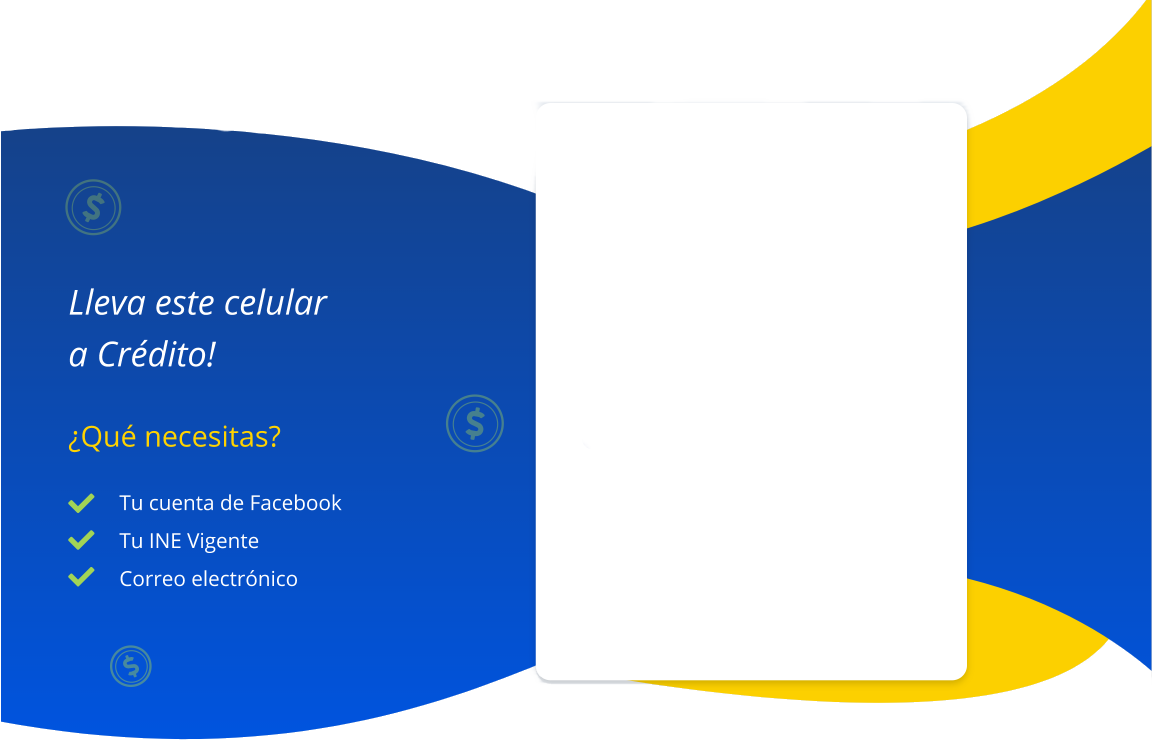 Lleva este celular
a Crédito!
¿Qué necesitas?
Tu cuenta de Facebook
Tu INE Vigente
Correo electrónico